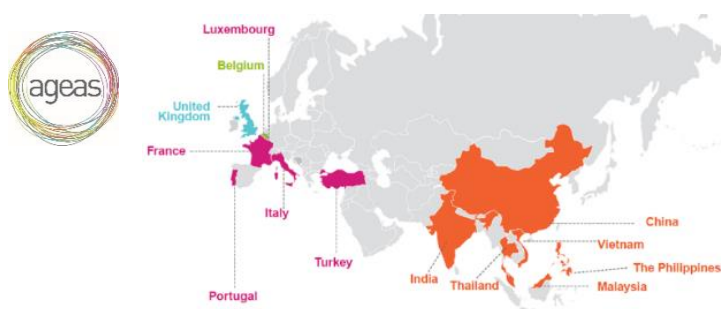 ageas
Luxembourg
Belgium
United
Kingdom
France
Italy
Turkey
Portugal
China
Vietnam
The Philippines
India
Thailand
Malaysia